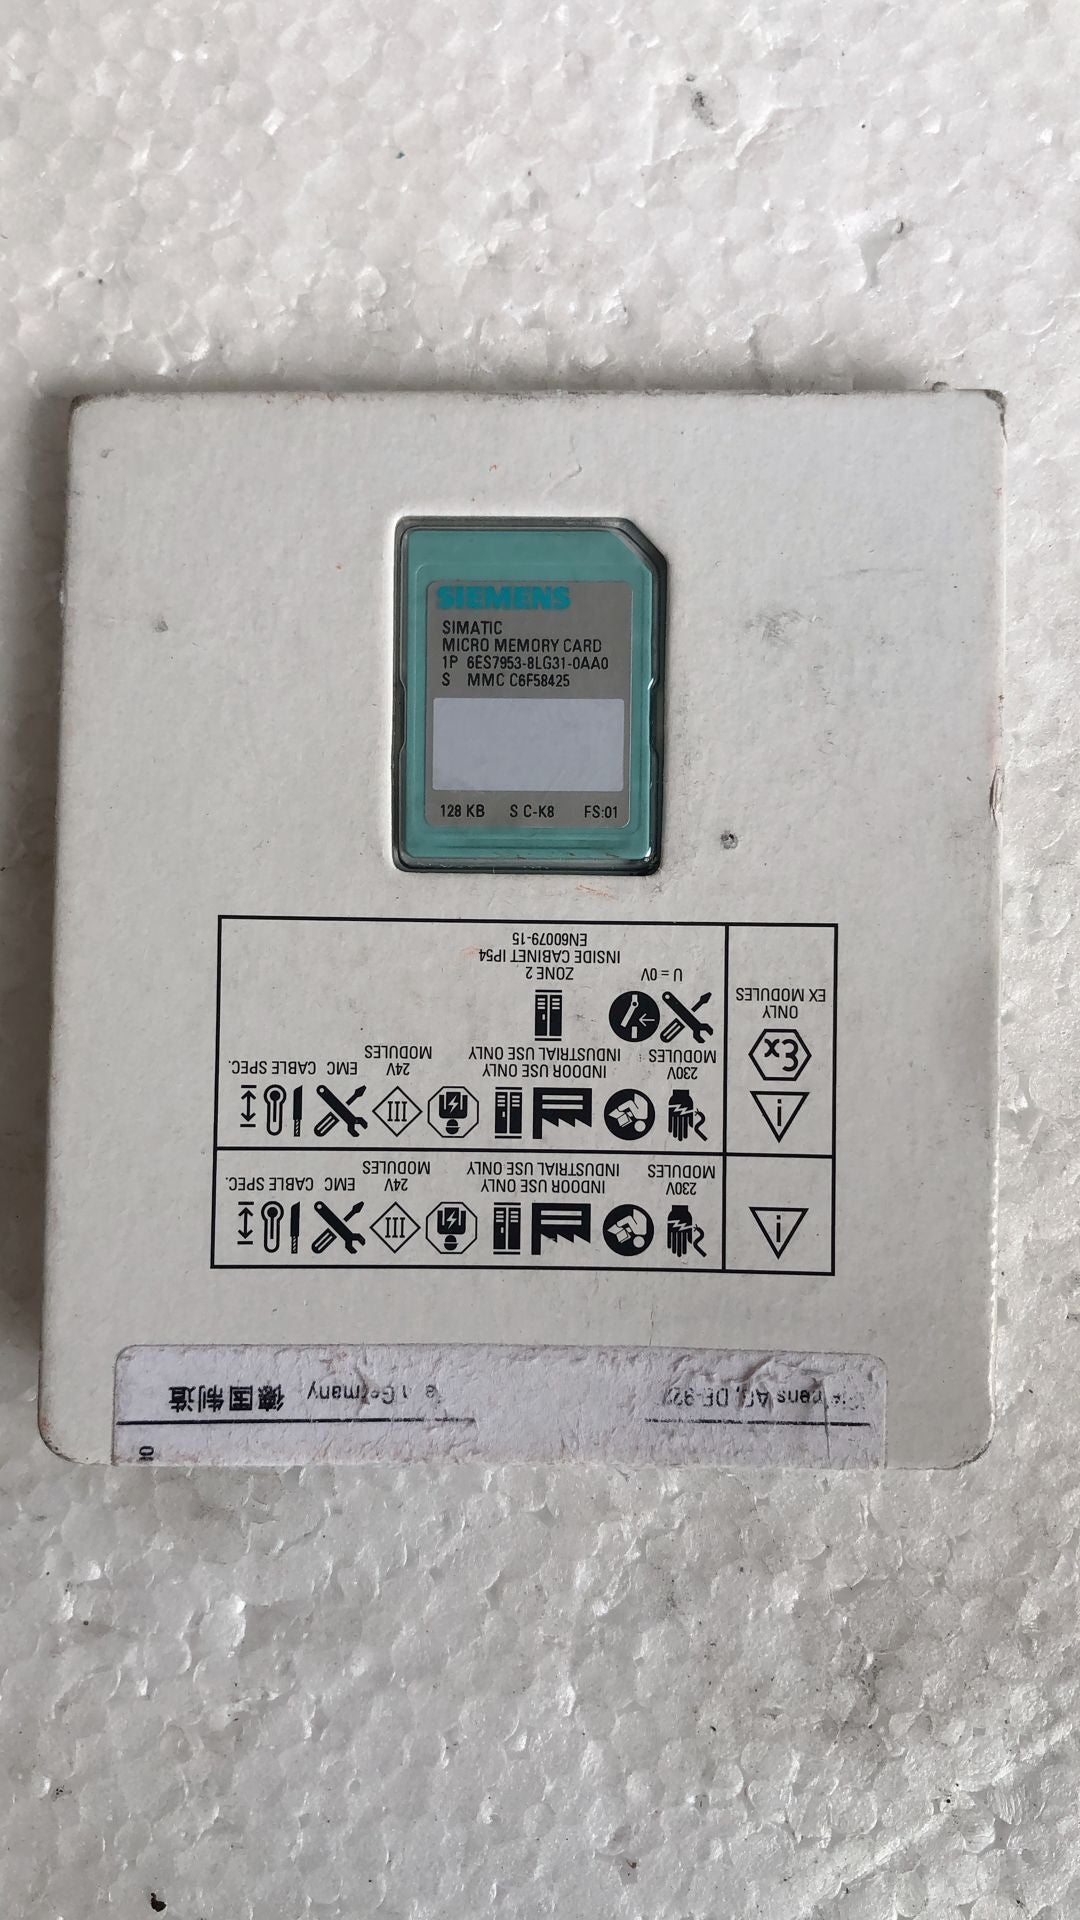 SIEMENS
SIMATIC
MICRO MEMORY CARD
1P 6ES7953-8LG31-0AA0
S MMC C6F58425
128 KB S C-K8 FS:01
230V
MODULES
INDOOR USE ONLY
INDUSTRIAL USE ONLY
24V
MODULES
EMC
CABLE SPEC.
230V
MODULES
INDOOR USE ONLY
INDUSTRIAL USE ONLY
24V
MODULES
EMC
CABLE SPEC.
ONLY
EX MODULES
U = 0V
ZONE 2
INSIDE CABINET IP54
EN60079-15
Germany 德国制造